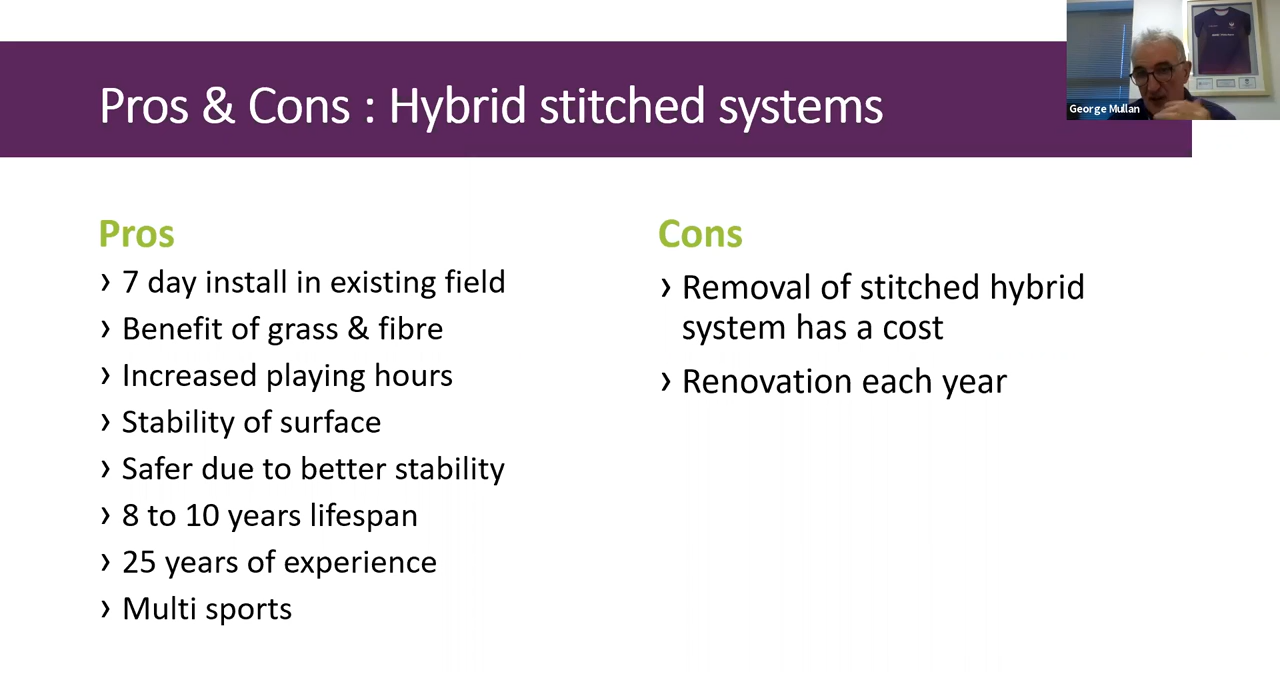 Pros & Cons : Hybrid stitched systems
George Mullan
Pros
› 7 day install in existing field
› Benefit of grass & fibre
› Increased playing hours
› Stability of surface
› Safer due to better stability
› 8 to 10 years lifespan
› 25 years of experience
› Multi sports
Cons
› Removal of stitched hybrid
system has a cost
› Renovation each year